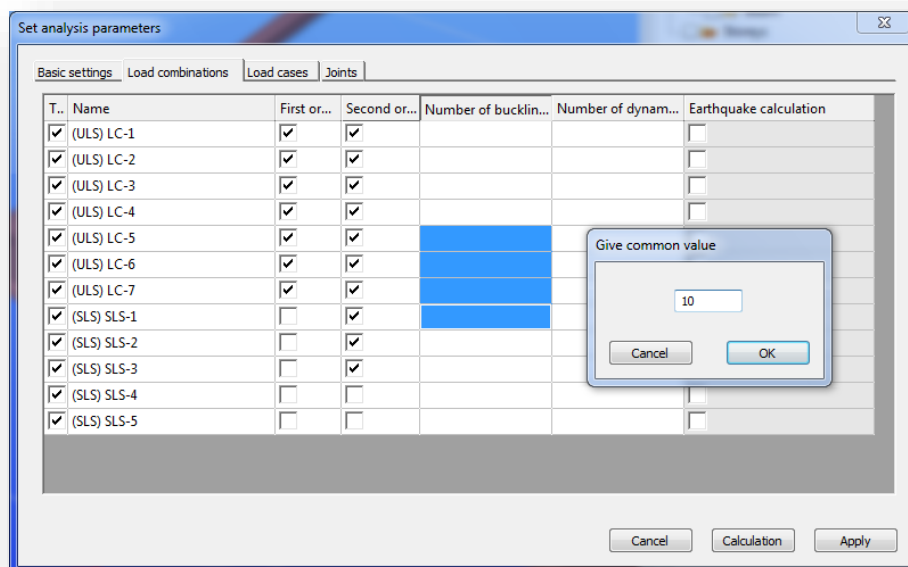 Set analysis parameters
Basic settings Load combinations Load cases Joints
T.. Name First or... Second or... Number of bucklin... Number of dynam... Earthquake calculation
(ULS) LC-1
(ULS) LC-2
(ULS) LC-3
(ULS) LC-4
(ULS) LC-5
Give common value
(ULS) LC-6
(ULS) LC-7
10
(SLS) SLS-1
(SLS) SLS-2
Cancel OK
(SLS) SLS-3
(SLS) SLS-4
(SLS) SLS-5
Cancel Calculation Apply